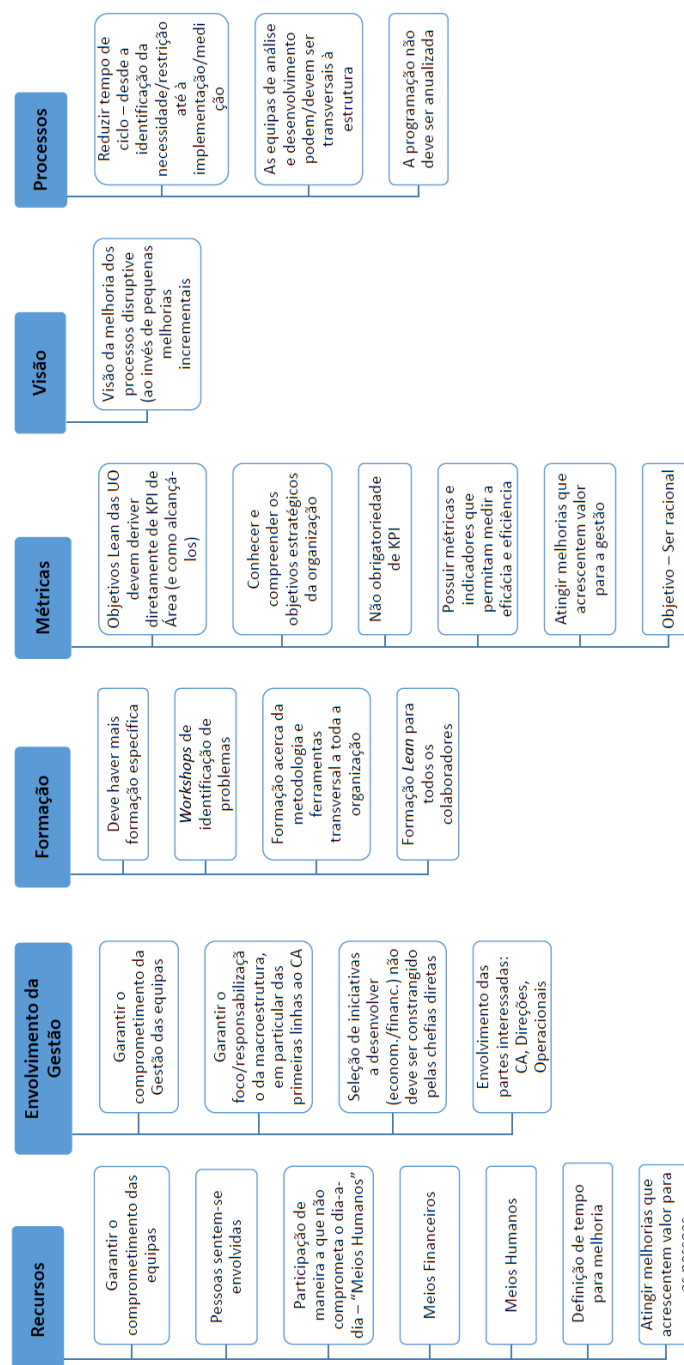 Recursos
Garantir o
comprometimento das
equipas
Pessoas sentem-se
envolvidas
Participação de
maneira a que não
comprometa o dia-a-
dia – “Meios Humanos”
Meios Financeiros
Meios Humanos
Definição de tempo
para melhoria
Atingir melhorias que
acrescentem valor para
Envolvimento da
Gestão
Garantir o
comprometimento da
Gestão das equipas
Garantir o
foco/responsabilizaçã
o da macroestrutura,
em particular das
primeiras linhas ao CA
Seleção de iniciativas
a desenvolver
(econom./financ.) não
deve ser constrangido
pelas chefias diretas
Envolvimento das
partes interessadas:
CA, Direções,
Operacionais
Formação
Deve haver mais
formação específica
Workshops de
identificação de
problemas
Formação acerca da
metodologia e
ferramentas
transversal a toda a
organização
Formação Lean para
todos os
colaboradores
Métricas
Objetivos Lean das UO
devem deriver
diretamente de KPI de
Área (e como alcançá-
los)
Conhecer e
compreender os
objetivos estratégicos
da organização
Não obrigatoriedade
de KPI
Possuir métricas e
indicadores que
permitam medir a
eficácia e eficiência
Atingir melhorias que
acrescentem valor
para a gestão
Objetivo – Ser racional
Visão
Visão da melhoria dos
processos disruptive
(ao invés de pequenas
melhorias
incrementais
Processos
Reduzir tempo de
ciclo – desde a
identificação da
necessidade/restrição
até à
implementação/medi
ção
As equipas de análise
e desenvolvimento
podem/devem ser
transversais à
estrutura
A programação não
deve ser anualizada